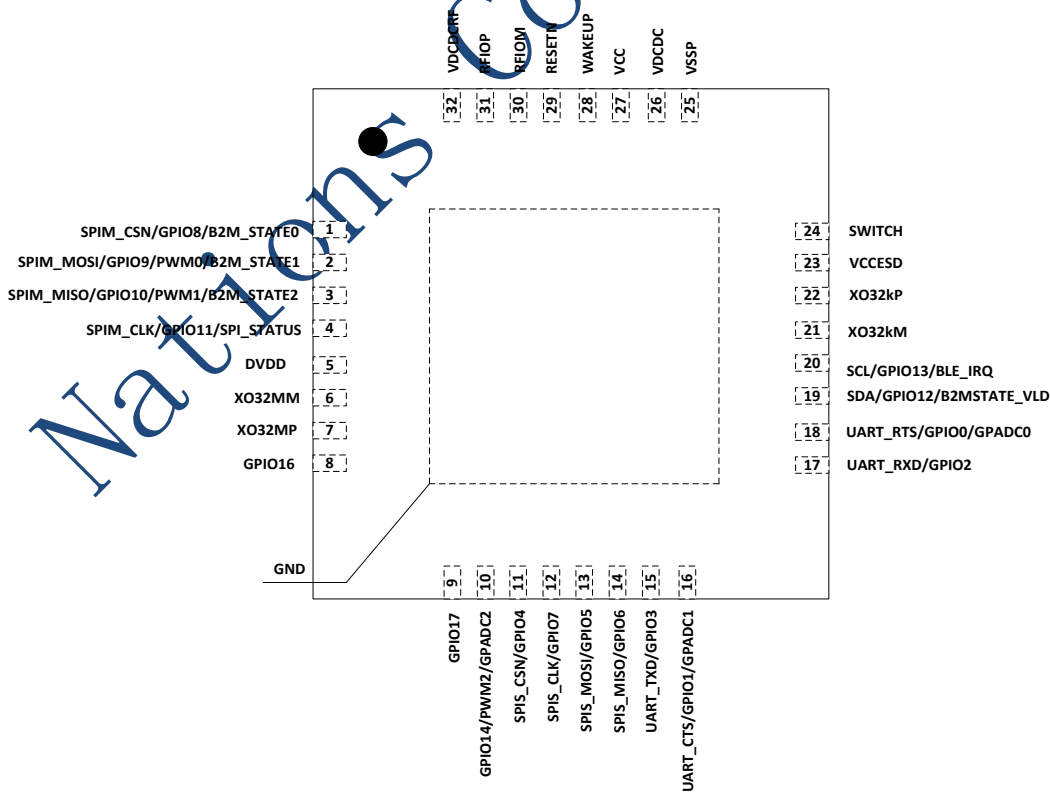 VDCDCRF
RFIOP
RFIOM
RESETN
WAKEUP
VCC
VDCDC
VSSP
32
31
30
29
28
27
26
25
SPIM_CSN/GPIO8/B2M_STATE0
1
SPIM_MOSI/GPIO9/PWM0/B2M_STATE1
2
SPIM_MISO/GPIO10/PWM1/B2M_STATE2
3
SPIM_CLK/GPIO11/SPI_STATUS
4
DVDD
5
XO32MM
6
XO32MP
7
GPIO16
8
24
SWITCH
23
VCCESD
22
XO32kP
21
XO32kM
20
SCL/GPIO13/BLE_IRQ
19
SDA/GPIO12/B2MSTATE_VLD
18
UART_RTS/GPIO0/GPADC0
17
UART_RXD/GPIO2
GND
9
10
11
12
13
14
15
16
GPIO17
GPIO14/PWM2/GPADC2
SPIS_CSN/GPIO4
SPIS_CLK/GPIO7
SPIS_MOSI/GPIO5
SPIS_MISO/GPIO6
UART_TXD/GPIO3
UART_CTS/GPIO1/GPADC1
Nations